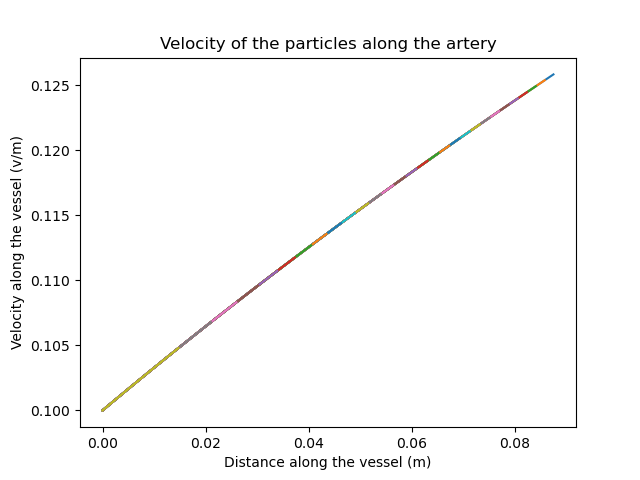 Velocity of the particles along the artery
Velocity along the vessel (v/m)
0.125
0.120
0.115
0.110
0.105
0.100
0.00 0.02 0.04 0.06 0.08
Distance along the vessel (m)